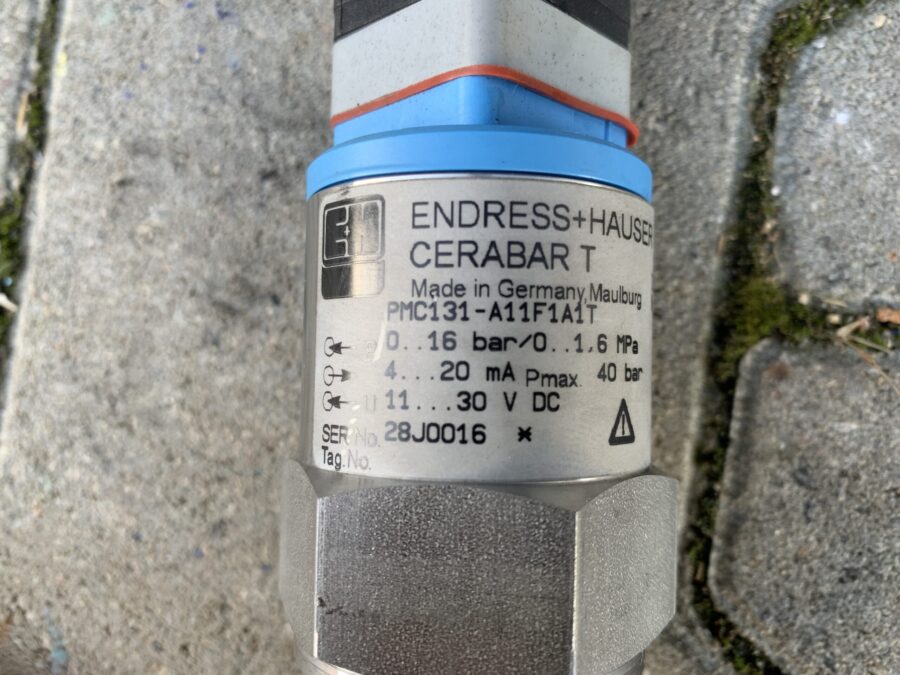 ENDRESS+HAUSER
CERABAR T
Made in Germany, Maulburg
PMC131-A11F1A1T
0..16 bar/0..1,6 MPa
4...20 mA Pmax. 40 bar
U 11...30 V DC
SER No. 28J0016 *
Tag.No.